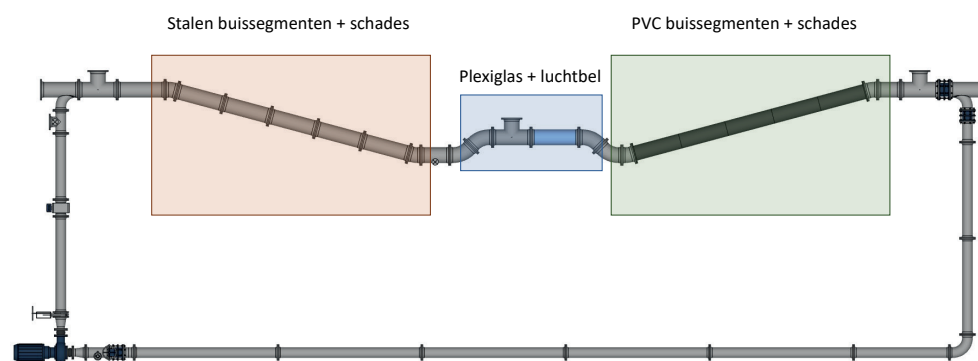 Stalen buissegmenten + schades
PVC buissegmenten + schades
Plexiglas + luchtbel